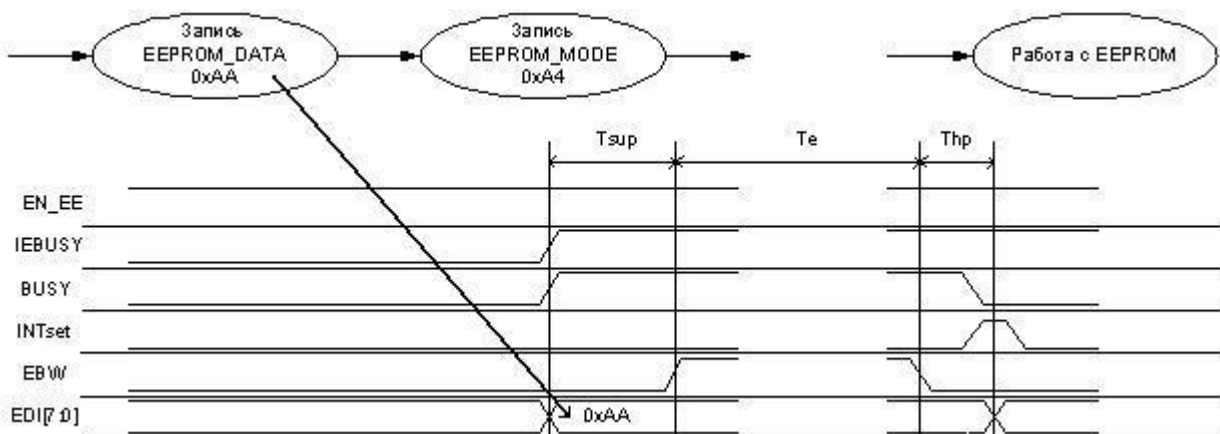 Запись
EEPROM_DATA
0xAA
Запись
EEPROM_MODE
0xA4
Работа с EEPROM
Tsup
Te
Thp
EN_EE
IEBUSY
BUSY
INTset
EBW
EDI[7:0]
0xAA